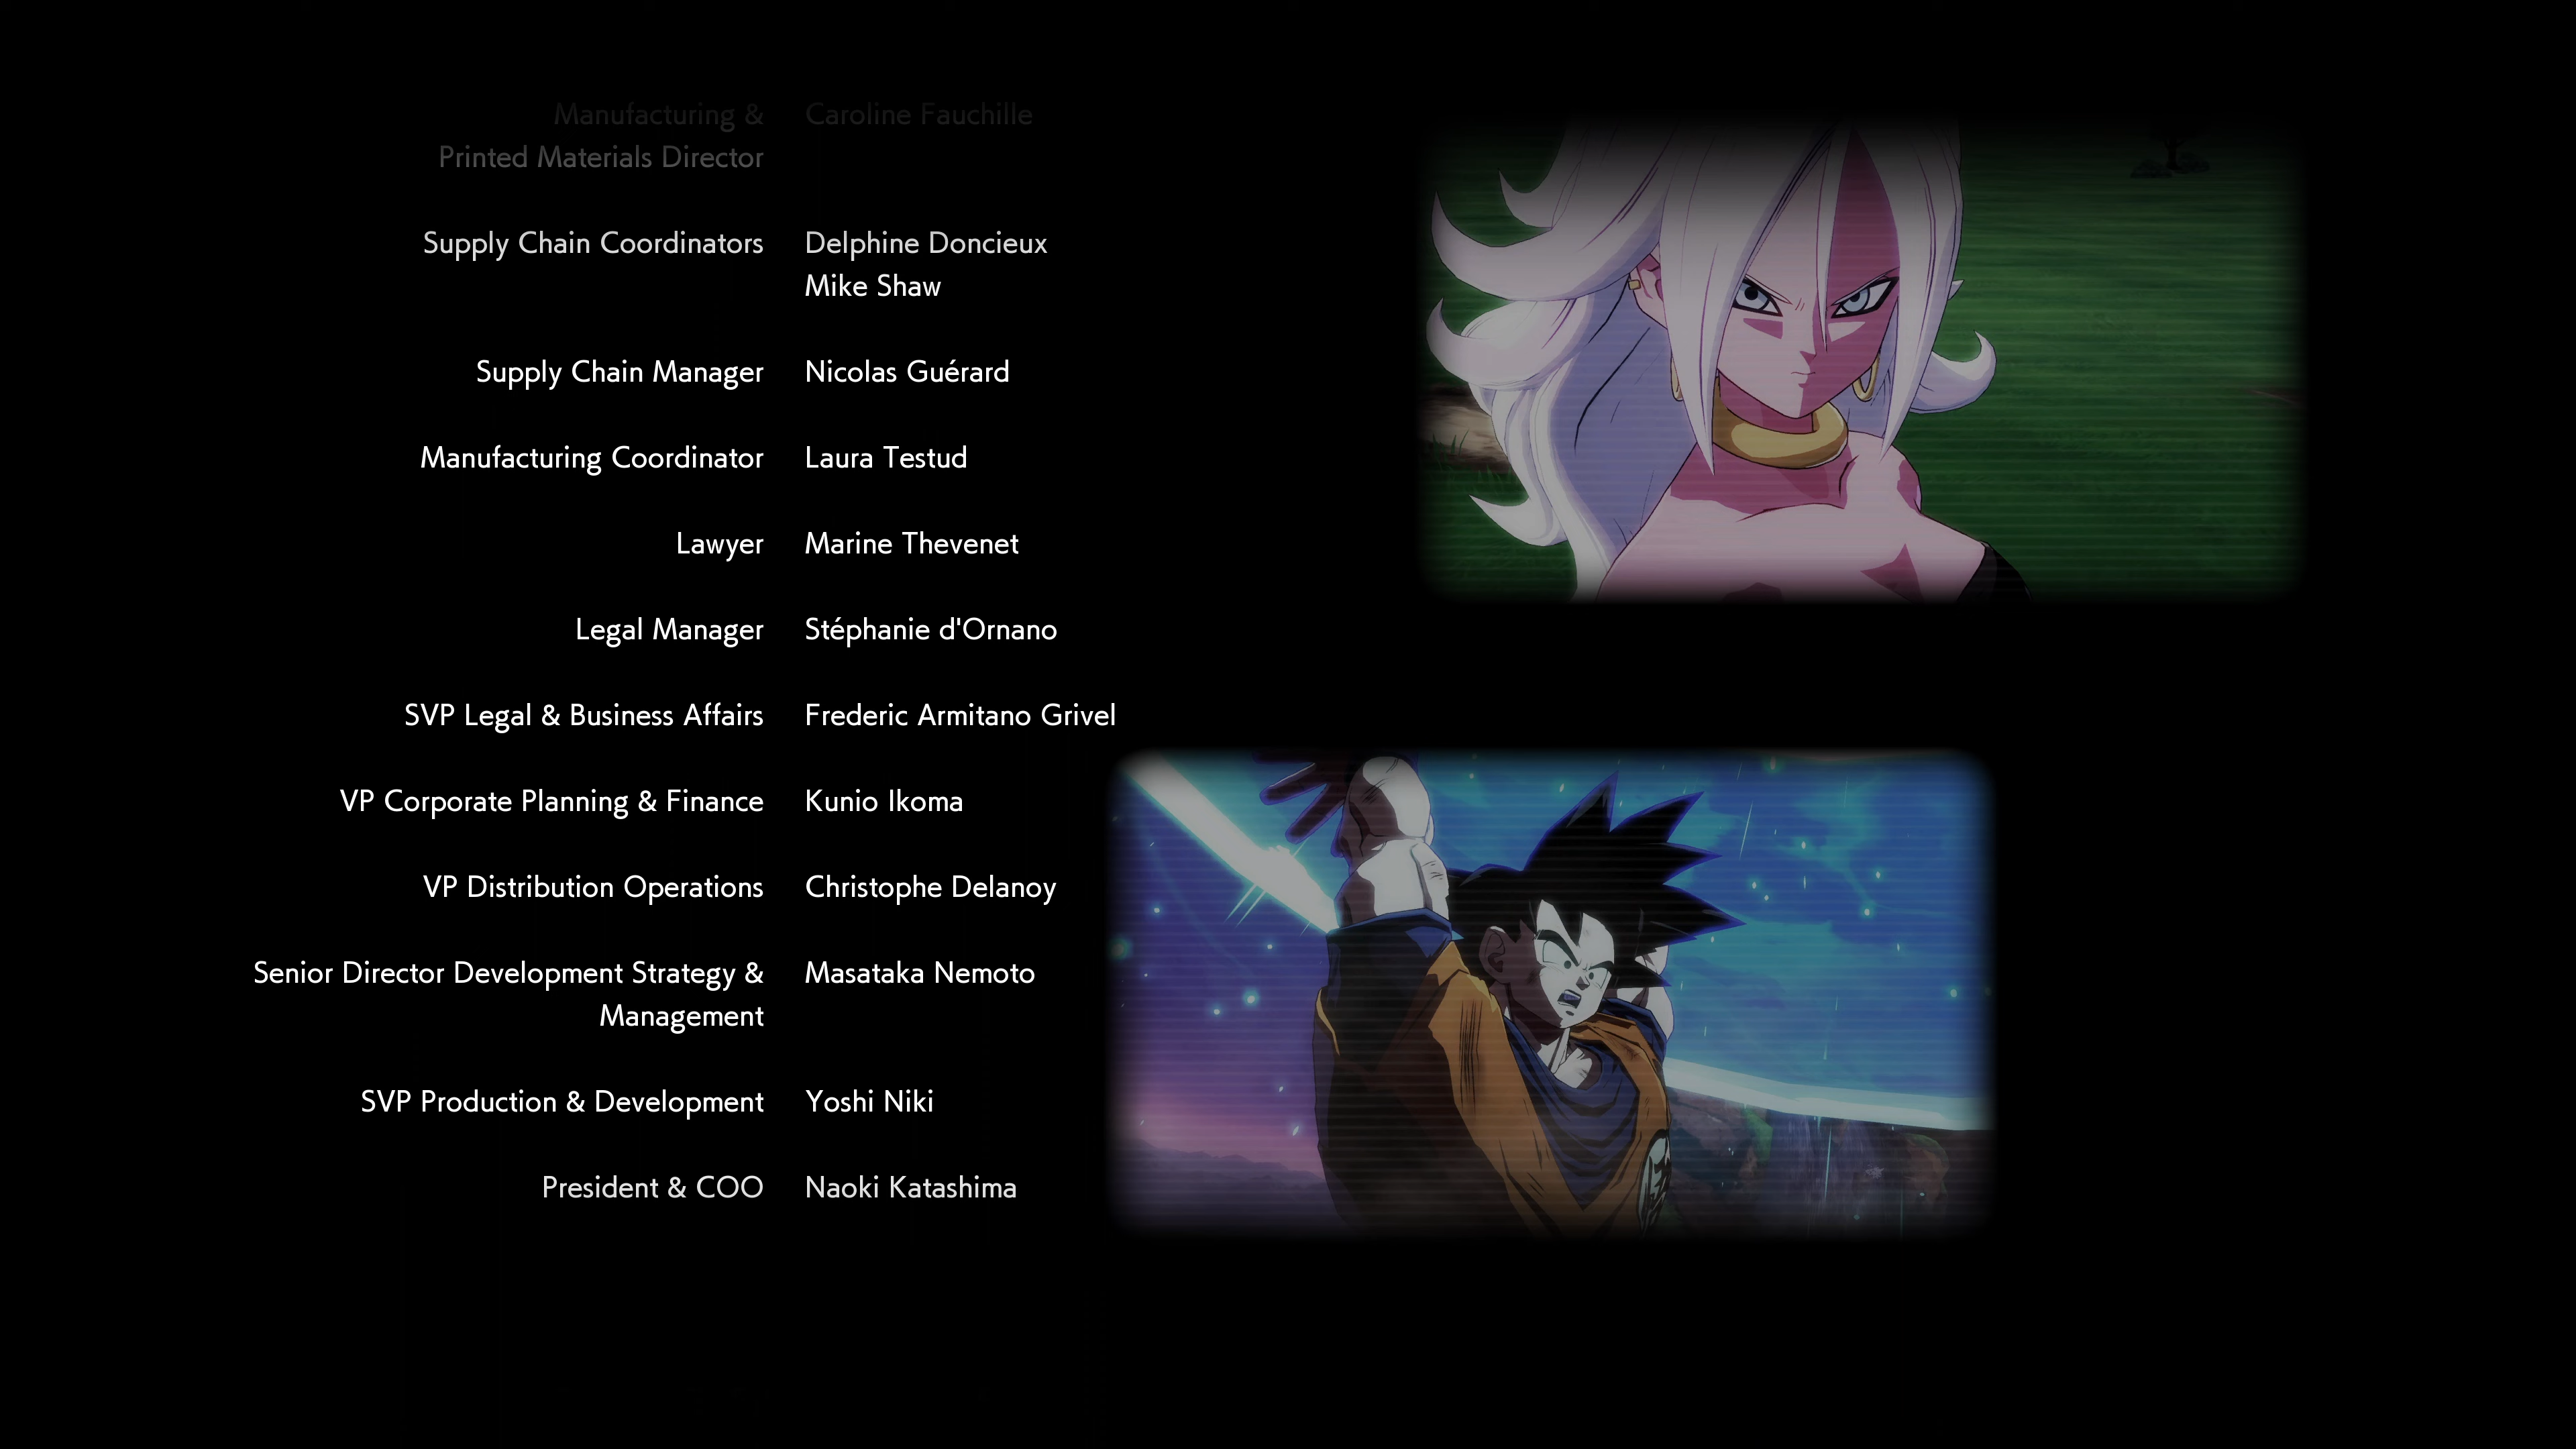 Manufacturing & Caroline Fauchille
Printed Materials Director
Supply Chain Coordinators Delphine Doncieux
Mike Shaw
Supply Chain Manager Nicolas Guérard
Manufacturing Coordinator Laura Testud
Lawyer Marine Thevenet
Legal Manager Stéphanie d'Ornano
SVP Legal & Business Affairs Frederic Armitano Grivel
VP Corporate Planning & Finance Kunio Ikoma
VP Distribution Operations Christophe Delanoy
Senior Director Development Strategy & Masataka Nemoto
Management
SVP Production & Development Yoshi Niki
President & COO Naoki Katashima